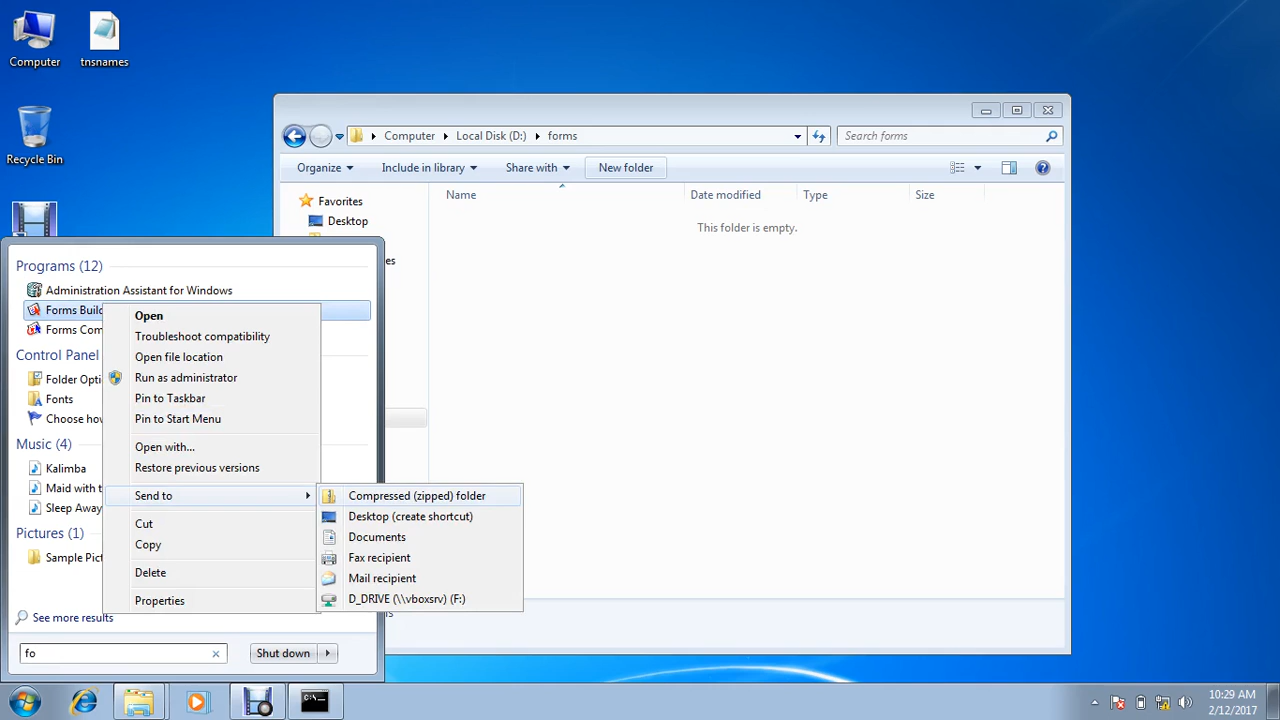 Computer
tnsnames
Recycle Bin
Computer
Local Disk (D:)
forms
Search forms
Organize
Include in library
Share with
New folder
Name
Date modified
Type
Size
Favorites
Desktop
This folder is empty.
Programs (12)
Administration Assistant for Windows
Forms Build
Forms Com
Control Panel
Folder Opti
Fonts
Choose how
Music (4)
Kalimba
Maid with t
Sleep Away
Pictures (1)
Sample Pict
See more results
fo
Shut down
Open
Troubleshoot compatibility
Open file location
Run as administrator
Pin to Taskbar
Pin to Start Menu
Open with...
Restore previous versions
Send to
Cut
Copy
Delete
Properties
Compressed (zipped) folder
Desktop (create shortcut)
Documents
Fax recipient
Mail recipient
D_DRIVE (\\vboxsrv) (F:)
C:\
10:29 AM
2/12/2017